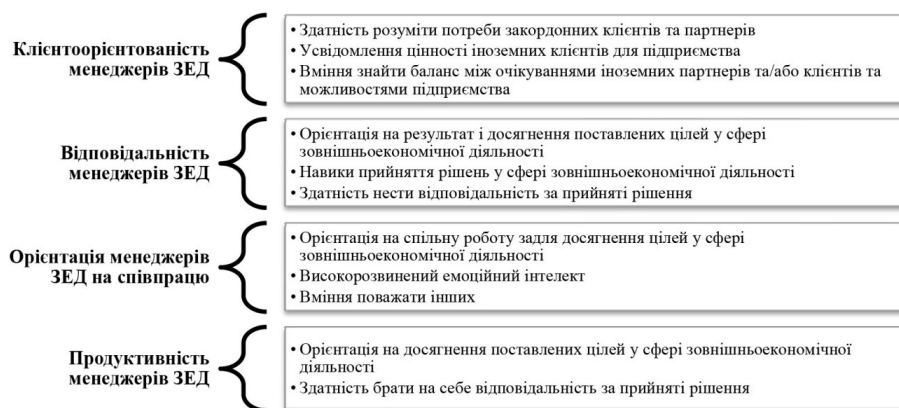 Клієнтоорієнтованість
менеджерів ЗЕД
• Здатність розуміти потреби закордонних клієнтів та партнерів
• Усвідомлення цінності іноземних клієнтів для підприємства
• Вміння знайти баланс між очікуваннями іноземних партнерів та/або клієнтів та
можливостями підприємства
Відповідальність
менеджерів ЗЕД
• Орієнтація на результат і досягнення поставлених цілей у сфері
зовнішньоекономічної діяльності
• Навики прийняття рішень у сфері зовнішньоекономічної діяльності
• Здатність нести відповідальність за прийняті рішення
Орієнтація менеджерів
ЗЕД на співпрацю
• Орієнтація на спільну роботу задля досягнення цілей у сфері
зовнішньоекономічної діяльності
• Високорозвинений емоційний інтелект
• Вміння поважати інших
Продуктивність
менеджерів ЗЕД
• Орієнтація на досягнення поставлених цілей у сфері зовнішньоекономічної
діяльності
• Здатність брати на себе відповідальність за прийняті рішення